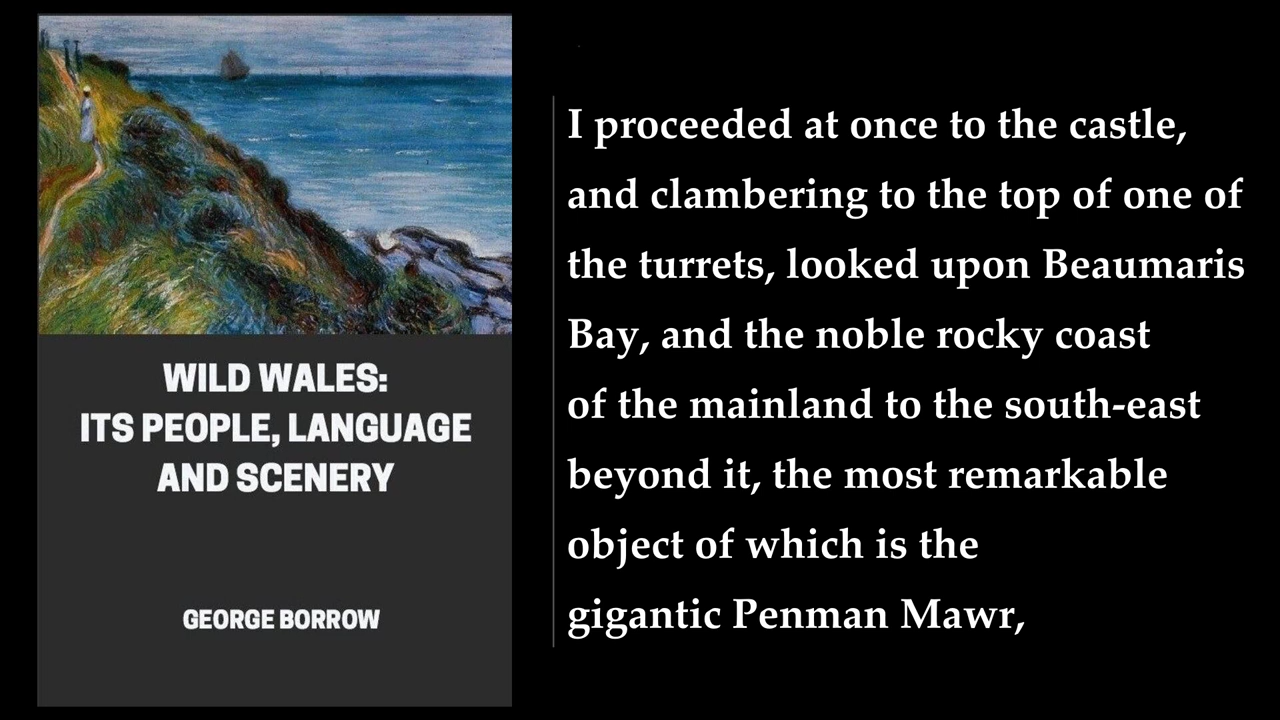 WILD WALES:
ITS PEOPLE, LANGUAGE
AND SCENERY
GEORGE BORROW
I proceeded at once to the castle,
and clambering to the top of one of
the turrets, looked upon Beaumaris
Bay, and the noble rocky coast
of the mainland to the south-east
beyond it, the most remarkable
object of which is the
gigantic Penman Mawr,